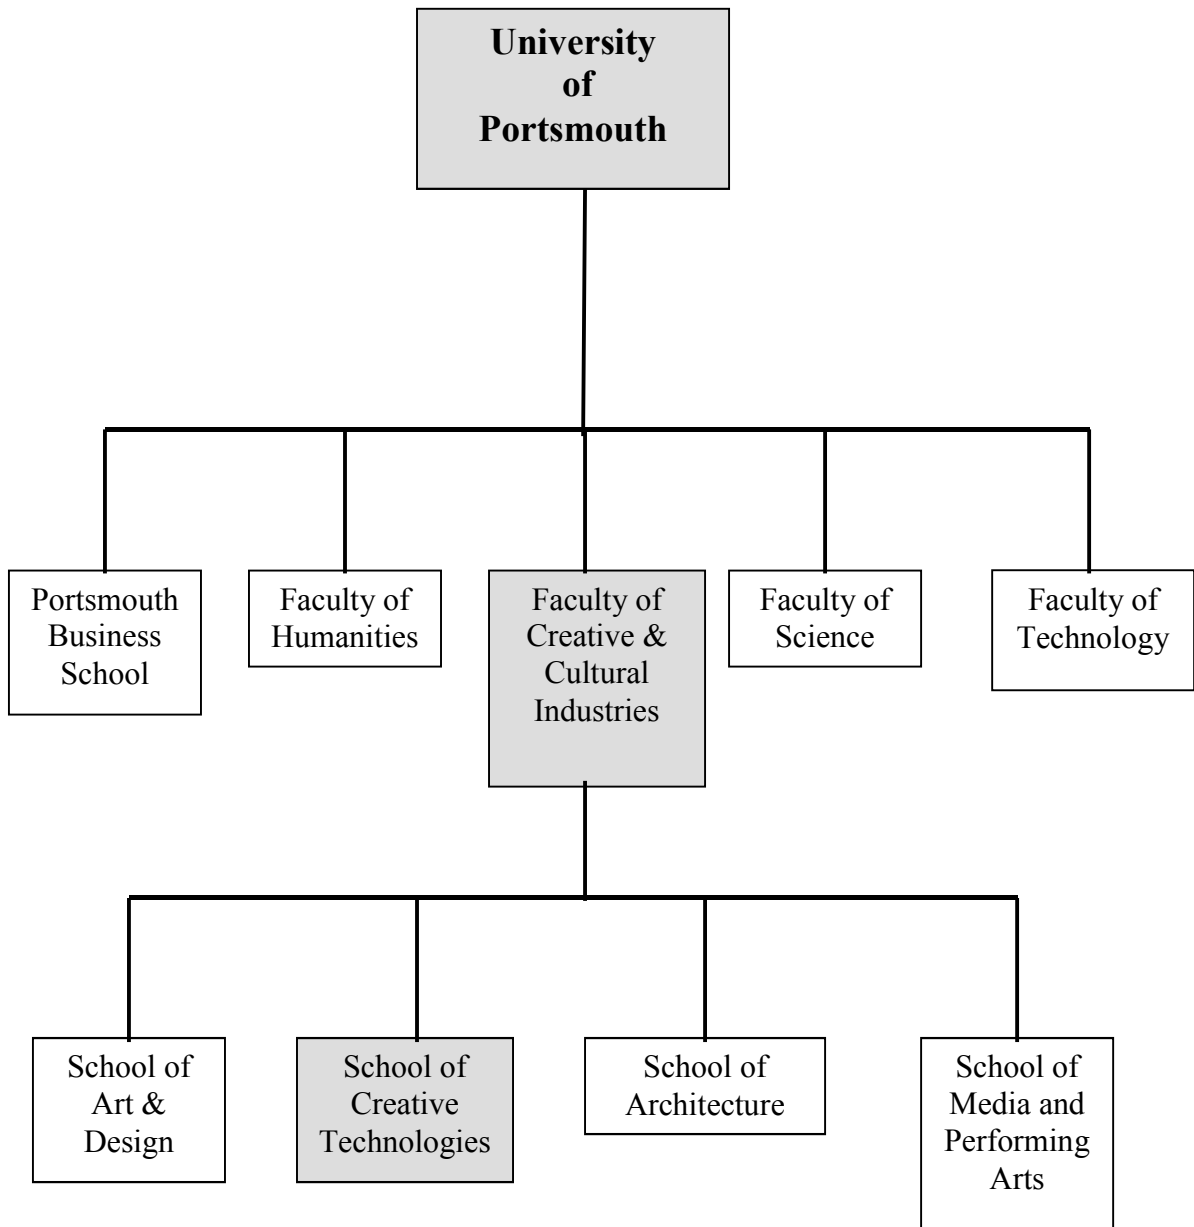 University
of
Portsmouth
Portsmouth
Business
School
Faculty of
Humanities
Faculty of
Creative &
Cultural
Industries
Faculty of
Science
Faculty of
Technology
School of
Art &
Design
School of
Creative
Technologies
School of
Architecture
School of
Media and
Performing
Arts